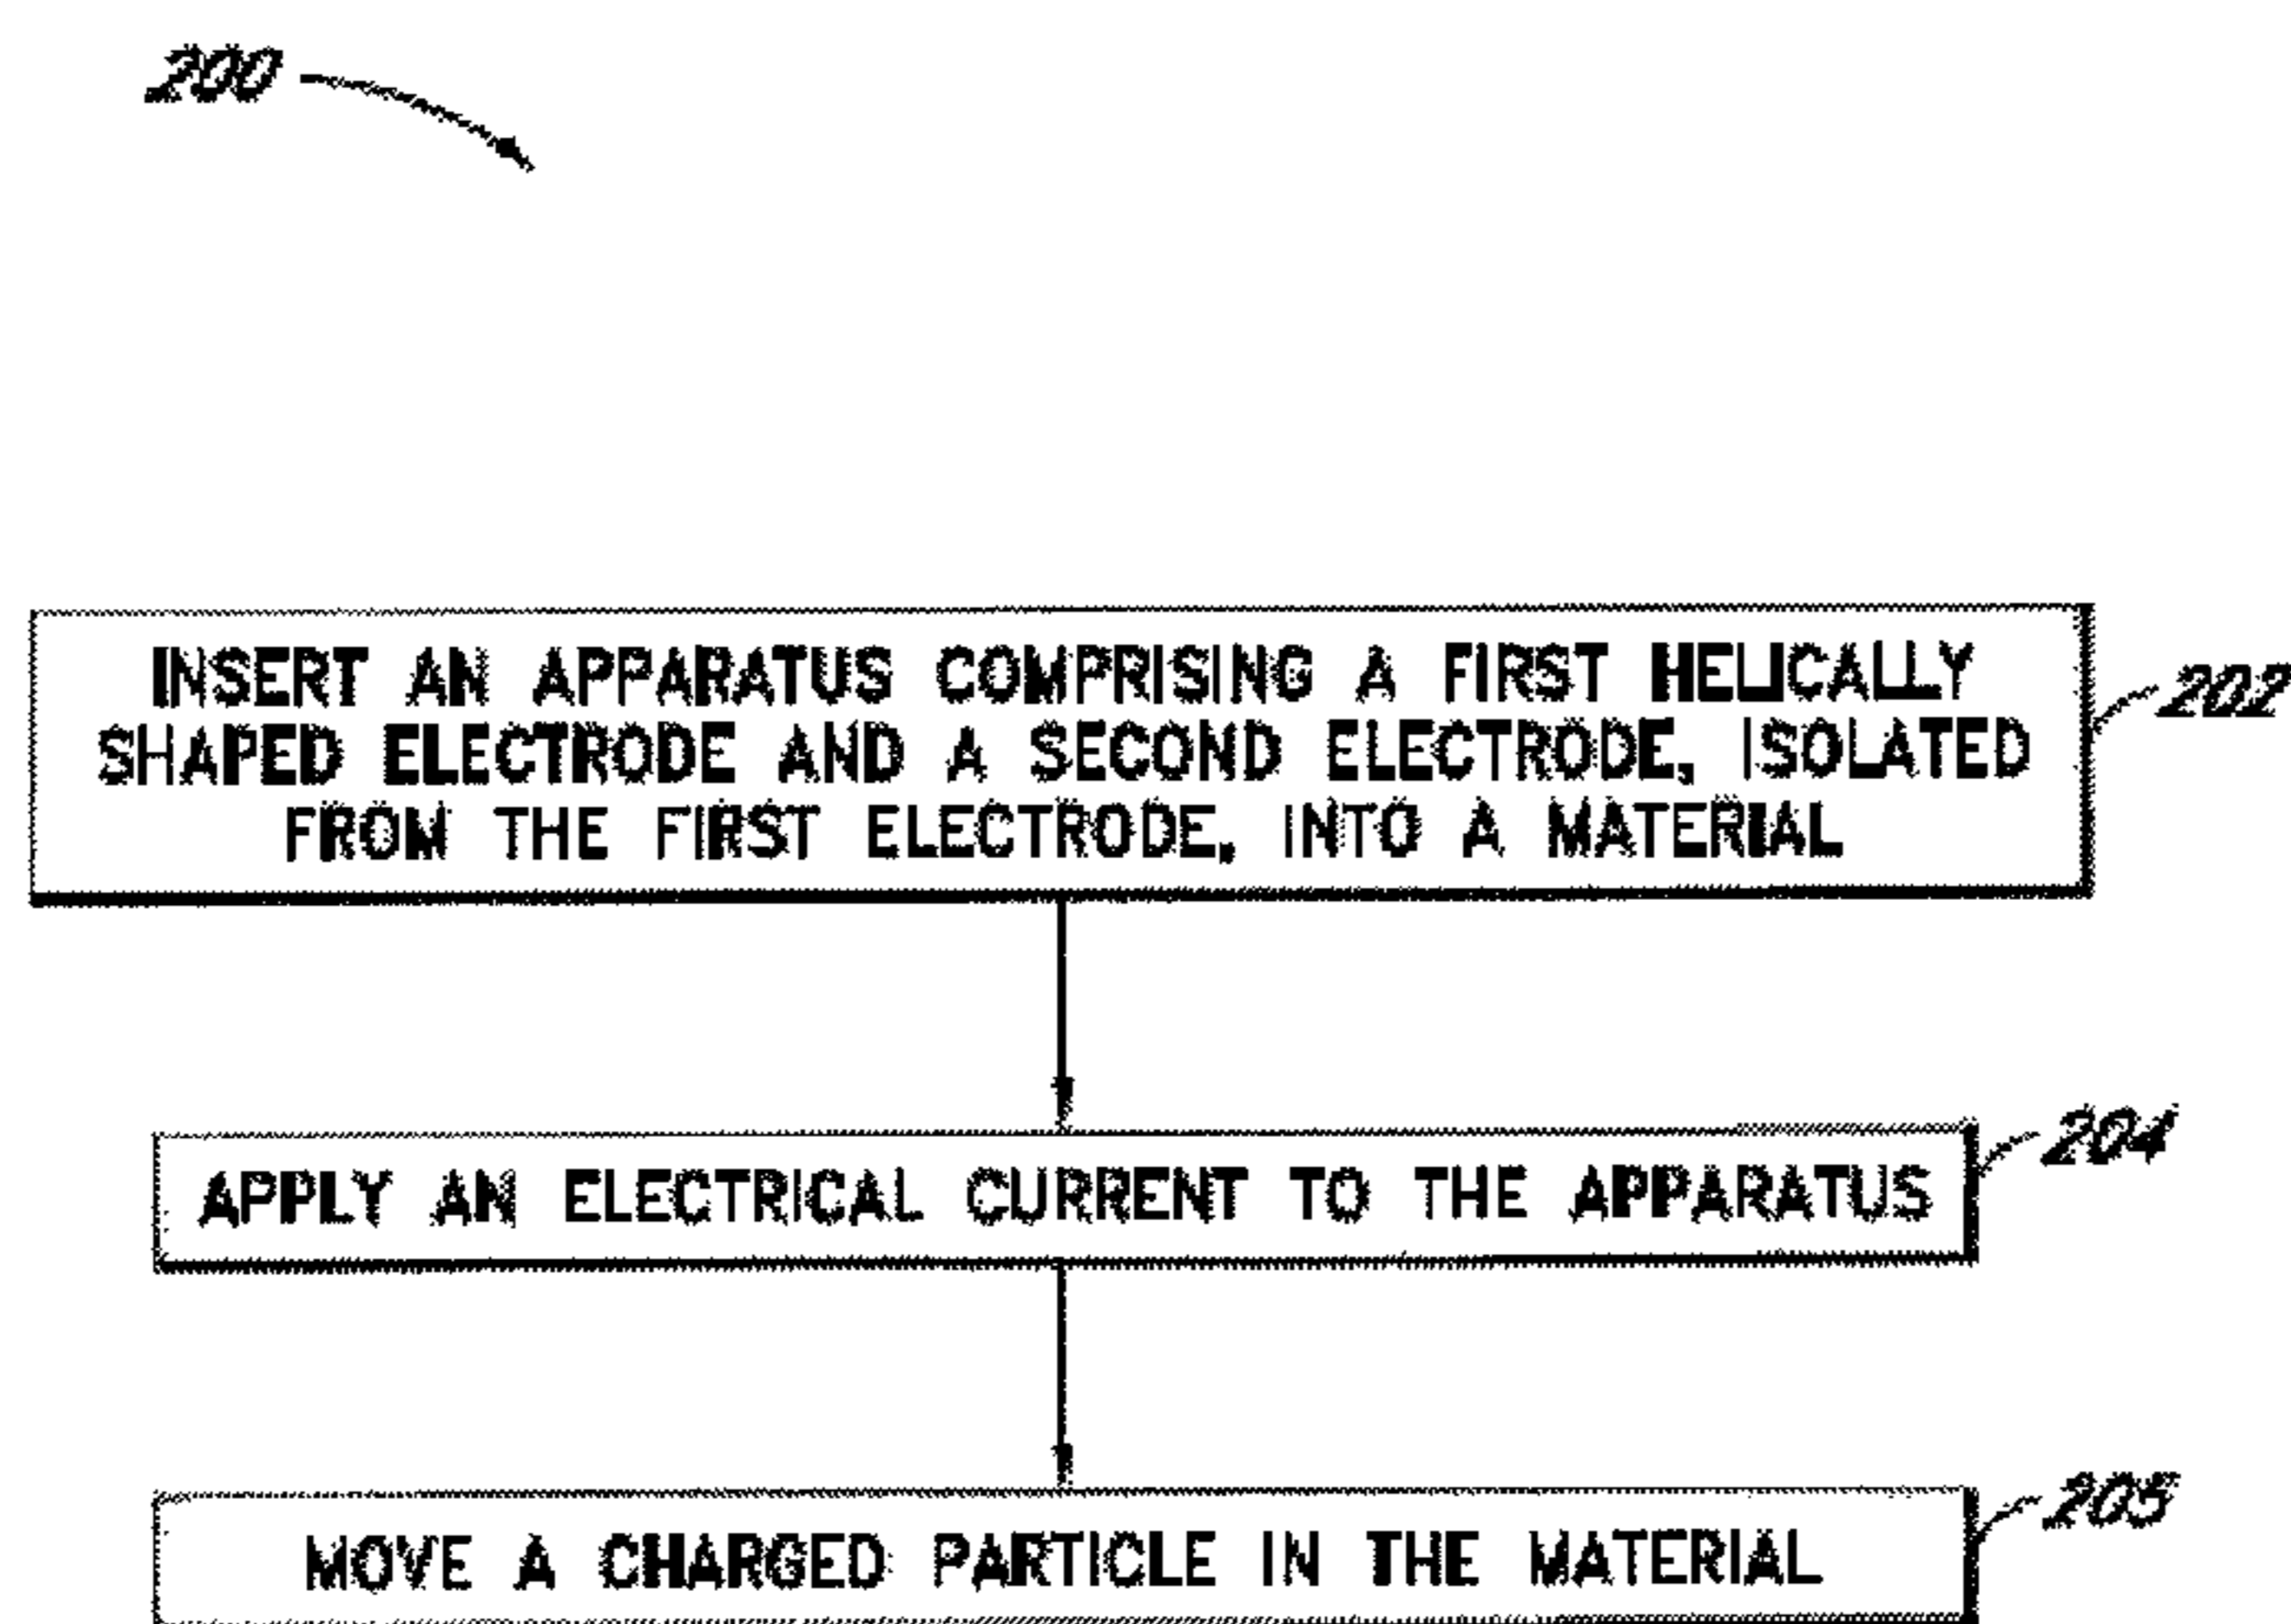 200
INSERT AN APPARATUS COMPRISING A FIRST HELICALLY
SHAPED ELECTRODE AND A SECOND ELECTRODE, ISOLATED
FROM THE FIRST ELECTRODE, INTO A MATERIAL
202
APPLY AN ELECTRICAL CURRENT TO THE APPARATUS
204
MOVE A CHARGED PARTICLE IN THE MATERIAL
205